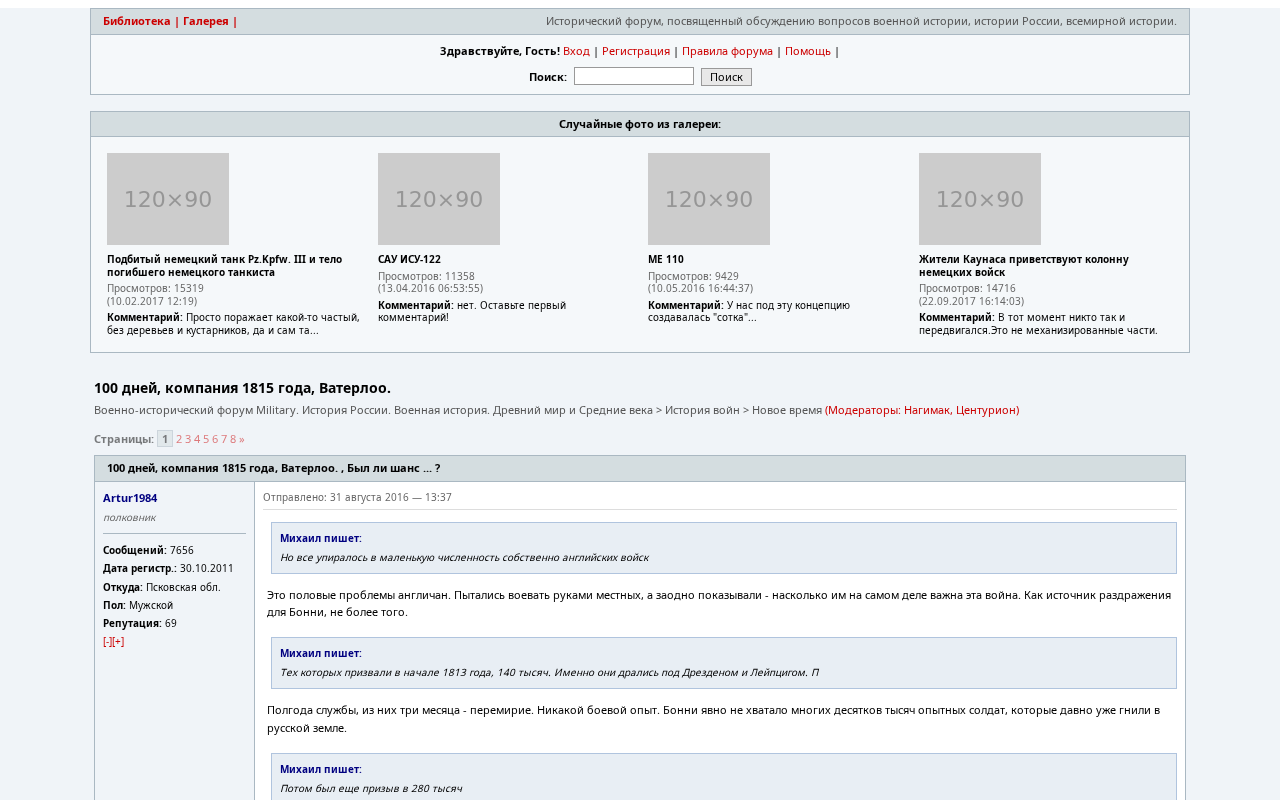 Библиотека | Галерея |
Исторический форум, посвященный обсуждению вопросов военной истории, истории России, всемирной истории.
Здравствуйте, Гость! Вход | Регистрация | Правила форума | Помощь |
Поиск: Поиск
Случайные фото из галереи:
120×90
120×90
120×90
120×90
Подбитый немецкий танк Pz.Kpfw. III и тело
погибшего немецкого танкиста
Просмотров: 15319
(10.02.2017 12:19)
Комментарий: Просто поражает какой-то частый,
без деревьев и кустарников, да и сам та...
САУ ИСУ-122
Просмотров: 11358
(13.04.2016 06:53:55)
Комментарий: нет. Оставьте первый
комментарий!
МЕ 110
Просмотров: 9429
(10.05.2016 16:44:37)
Комментарий: У нас под эту концепцию
создавалась "сотка"...
Жители Каунаса приветствуют колонну
немецких войск
Просмотров: 14716
(22.09.2017 16:14:03)
Комментарий: В тот момент никто так и
передвигался.Это не механизированные части.
100 дней, компания 1815 года, Ватерлоо.
Военно-исторический форум Military. История России. Военная история. Древний мир и Средние века > История войн > Новое время (Модераторы: Нагимак, Центурион)
Страницы: 1 2 3 4 5 6 7 8 »
100 дней, компания 1815 года, Ватерлоо. , Был ли шанс ... ?
Artur1984
полковник
Сообщений: 7656
Дата регистр.: 30.10.2011
Откуда: Псковская обл.
Пол: Мужской
Репутация: 69
[-][+]
Отправлено: 31 августа 2016 — 13:37
Михаил пишет:
Но все упиралось в маленькую численность собственно английских войск
Это половые проблемы англичан. Пытались воевать руками местных, а заодно показывали - насколько им на самом деле важна эта война. Как источник раздражения
для Бонни, не более того.
Михаил пишет:
Тех которых призвали в начале 1813 года, 140 тысяч. Именно они дрались под Дрезденом и Лейпцигом. П
Полгода службы, из них три месяца - перемирие. Никакой боевой опыт. Бонни явно не хватало многих десятков тысяч опытных солдат, которые давно уже гнили в
русской земле.
Михаил пишет:
Потом был еще призыв в 280 тысяч